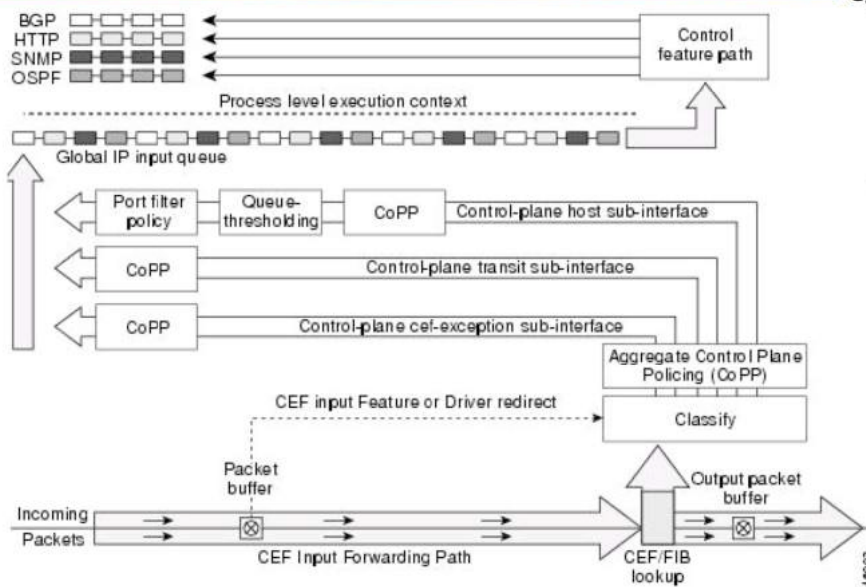 BGP
HTTP
SNMP
OSPF
Control
feature path
Process level execution context
Global IP input queue
Port filter
policy
Queue-
thresholding
CoPP
Control-plane host sub-interface
CoPP
Control-plane transit sub-interface
CoPP
Control-plane cef-exception sub-interface
Aggregate Control Plane
Policing (CoPP)
CEF input Feature or Driver redirect
Classify
Packet
buffer
Output packet
buffer
Incoming
Packets
CEF Input Forwarding Path
CEF/FIB
lookup